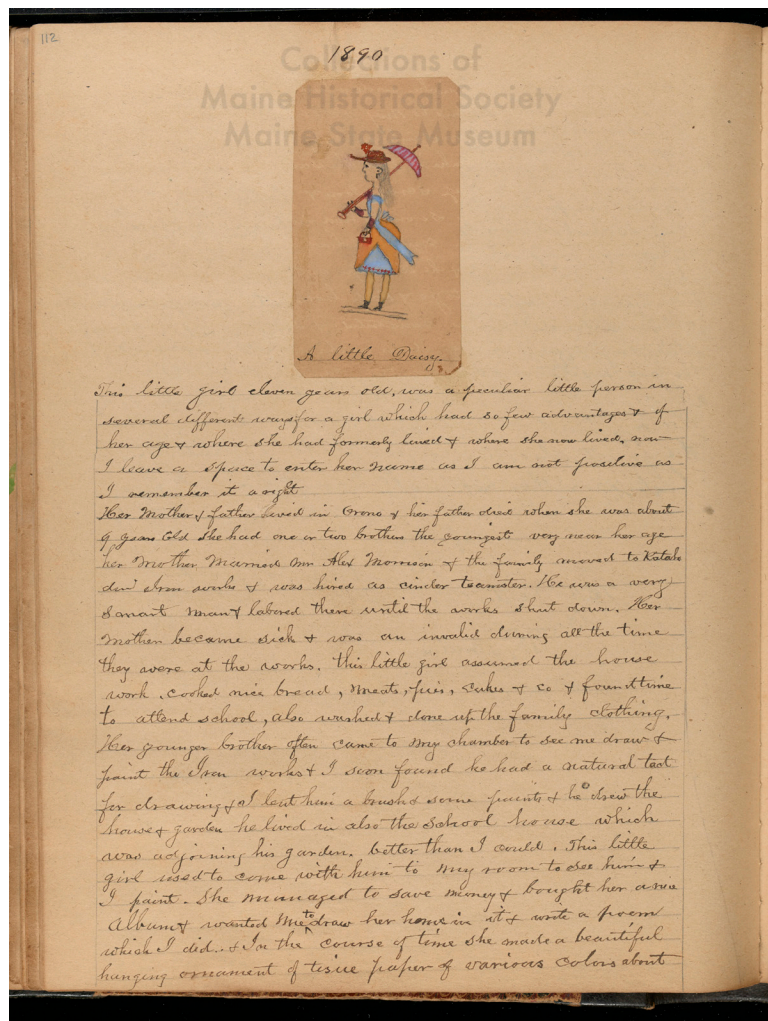 112
Collections of
1890
Maine Historical Society
Maine State Museum
A little Daisy.
This little girl eleven years old. was a peculiar little person in
several different ways for a girl which had so few advantages & of
her age & where she had formerly lived & where she now lived, now
I leave a space to enter her name as I am not positive as
I remember it aright
Her Mother & father lived in Orono & her father died when she was about
9 years old she had one or two brothers the youngest very near her age
her Mother Married Mr Alex Morrison & the family moved to Katah
din Iron works & was hired as cinder teamster. He was a very
smart man & labored there until the works shut down. Her
Mother became sick & was an invalid during all the time
they were at the works. This little girl assumed the house
work. cooked nice bread, meats, pies, cakes & co & found time
to attend school, also washed & done up the family clothing.
Her younger brother often came to my chamber to see me draw &
paint the Iron works & I soon found he had a natural tact
for drawing & I lent him a brush & some paints & he drew the
house & garden he lived in also the school house which
was adjoining his garden. better than I could. This little
girl used to come with him to my room to see him &
I paint. She managed to save money & bought her a nice
Album & wanted me to draw her home in it & write a poem
which I did. & In the course of time she made a beautiful
hanging ornament of tisue paper of various colors about